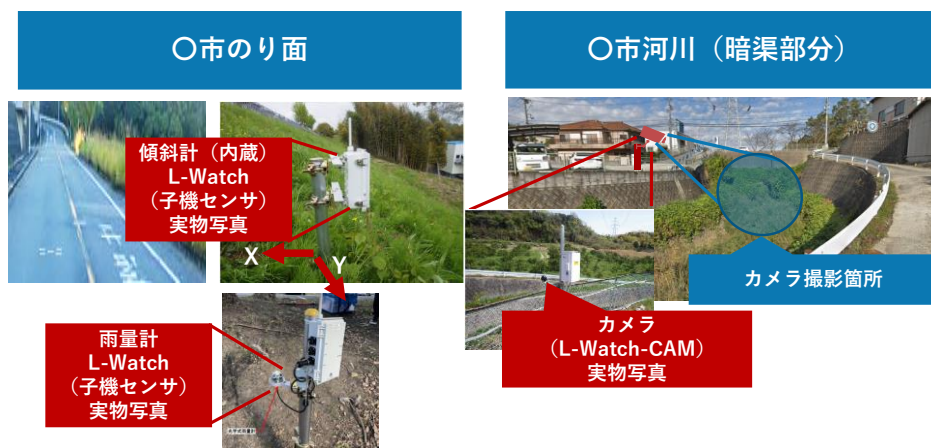 〇市のり面
〇市河川（暗渠部分）
傾斜計（内蔵）
L-Watch
（子機センサ）
実物写真
X
Y
カメラ撮影箇所
雨量計
L-Watch
（子機センサ）
実物写真
カメラ
（L-Watch-CAM）
実物写真